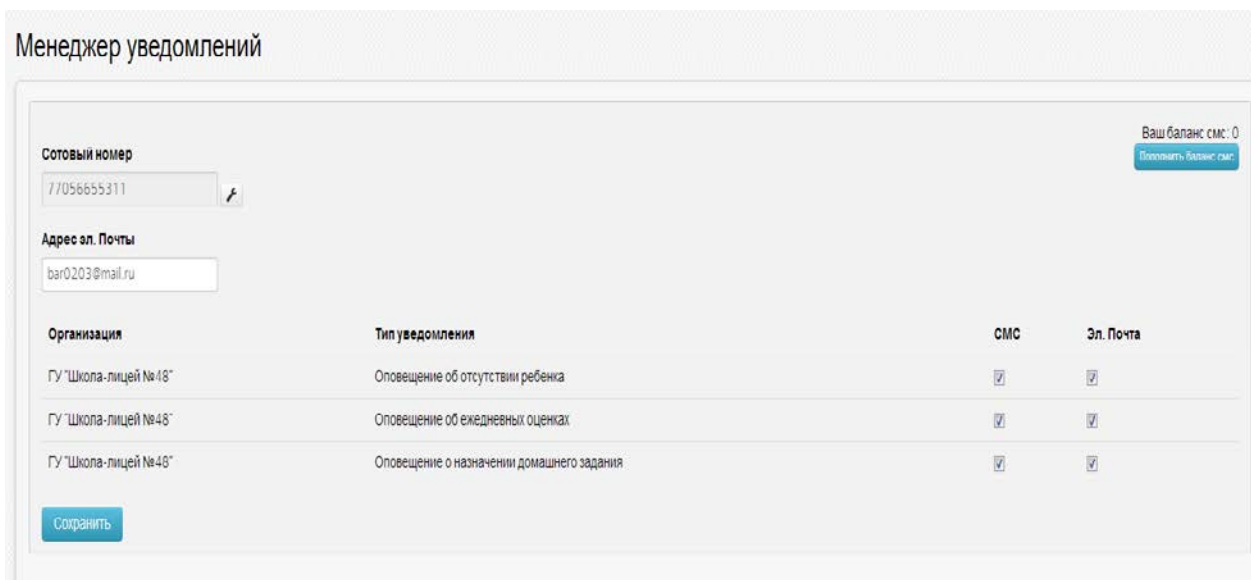 Менеджер уведомлений
Ваш баланс смс: 0
Пополнить баланс смс
Сотовый номер
77056655311
Адрес эл. Почты
bar0203@mail.ru
Организация Тип уведомления СМС Эл. Почта
ГУ "Школа-лицей №48" Оповещение об отсутствии ребенка
ГУ "Школа-лицей №48" Оповещение об ежедневных оценках
ГУ "Школа-лицей №48" Оповещение о назначении домашнего задания
Сохранить